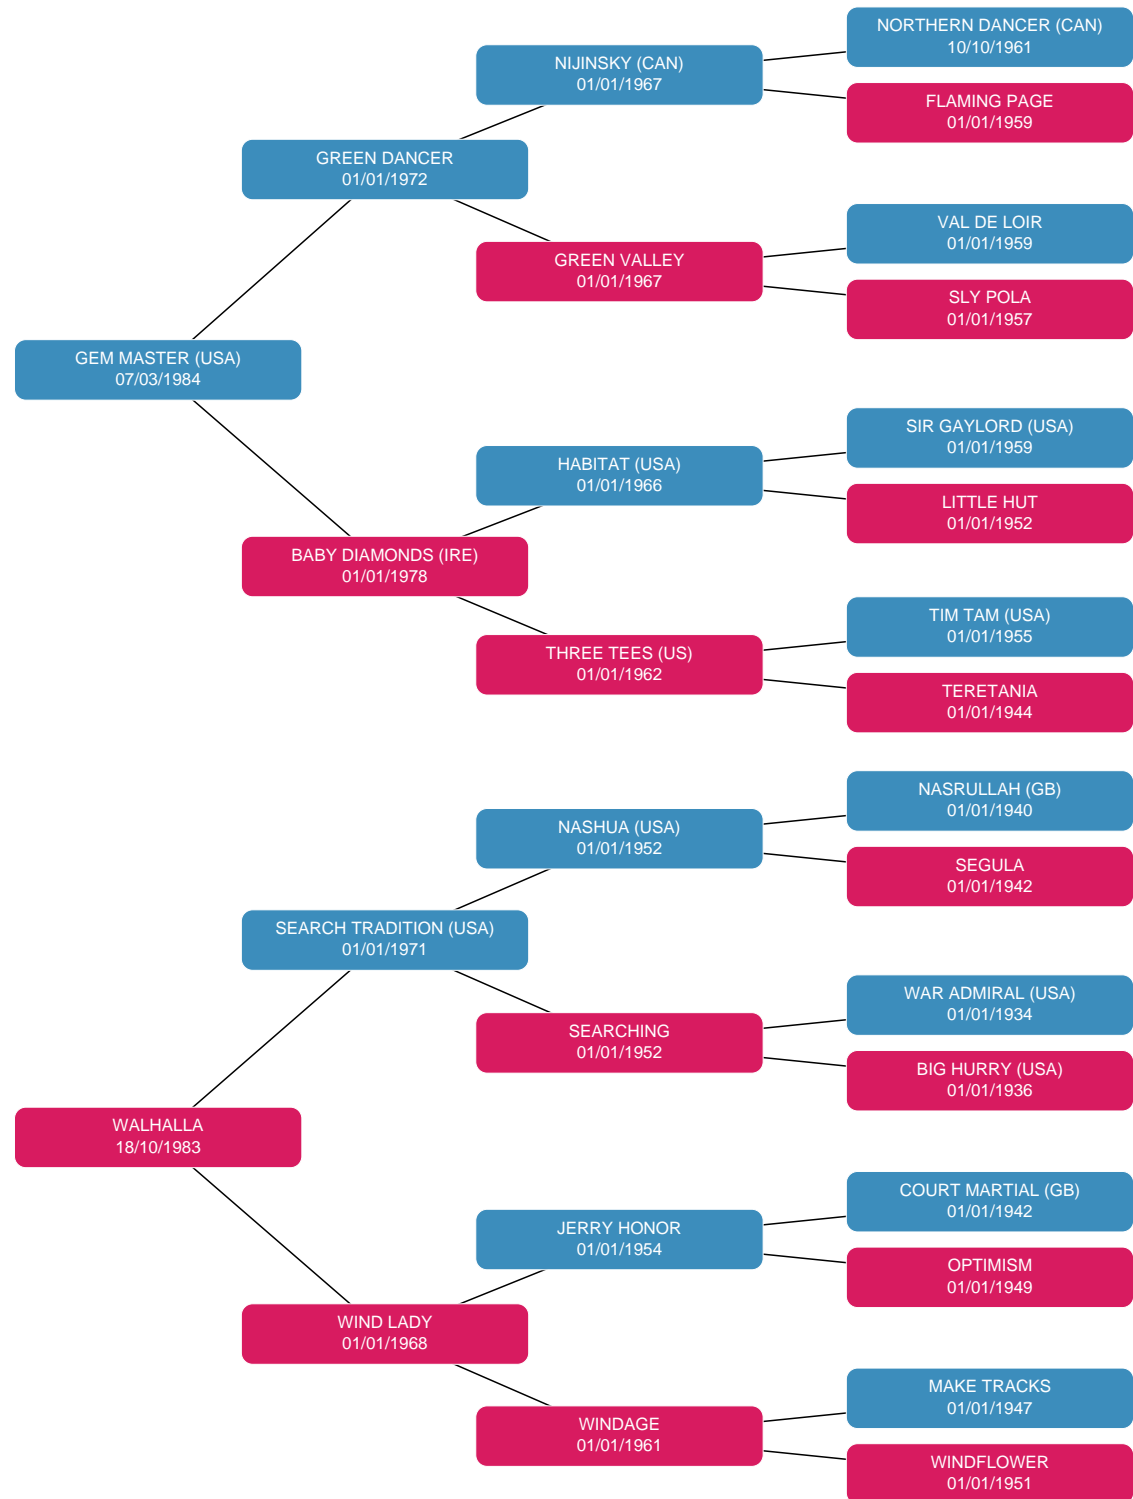 NORTHERN DANCER (CAN)
10/10/1961
NIJINSKY (CAN)
01/01/1967
FLAMING PAGE
01/01/1959
GREEN DANCER
01/01/1972
VAL DE LOIR
01/01/1959
GREEN VALLEY
01/01/1967
SLY POLA
01/01/1957
GEM MASTER (USA)
07/03/1984
SIR GAYLORD (USA)
01/01/1959
HABITAT (USA)
01/01/1966
LITTLE HUT
01/01/1952
BABY DIAMONDS (IRE)
01/01/1978
TIM TAM (USA)
01/01/1955
THREE TEES (US)
01/01/1962
TERETANIA
01/01/1944
NASRULLAH (GB)
01/01/1940
NASHUA (USA)
01/01/1952
SEGULA
01/01/1942
SEARCH TRADITION (USA)
01/01/1971
WAR ADMIRAL (USA)
01/01/1934
SEARCHING
01/01/1952
BIG HURRY (USA)
01/01/1936
WALHALLA
18/10/1983
COURT MARTIAL (GB)
01/01/1942
JERRY HONOR
01/01/1954
OPTIMISM
01/01/1949
WIND LADY
01/01/1968
MAKE TRACKS
01/01/1947
WINDAGE
01/01/1961
WINDFLOWER
01/01/1951